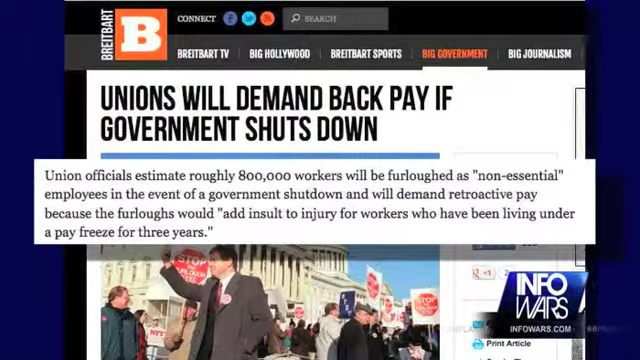 BREITBART
B
CONNECT
SEARCH
BREITBART TV BIG HOLLYWOOD BREITBART SPORTS BIG GOVERNMENT BIG JOURNALISM
UNIONS WILL DEMAND BACK PAY IF
GOVERNMENT SHUTS DOWN
Union officials estimate roughly 800,000 workers will be furloughed as "non-essential"
employees in the event of a government shutdown and will demand retroactive pay
because the furloughs would "add insult to injury for workers who have been living under
a pay freeze for three years."
STOP
+1
2
INFO
WARS
INFOWARS.COM
Print Article